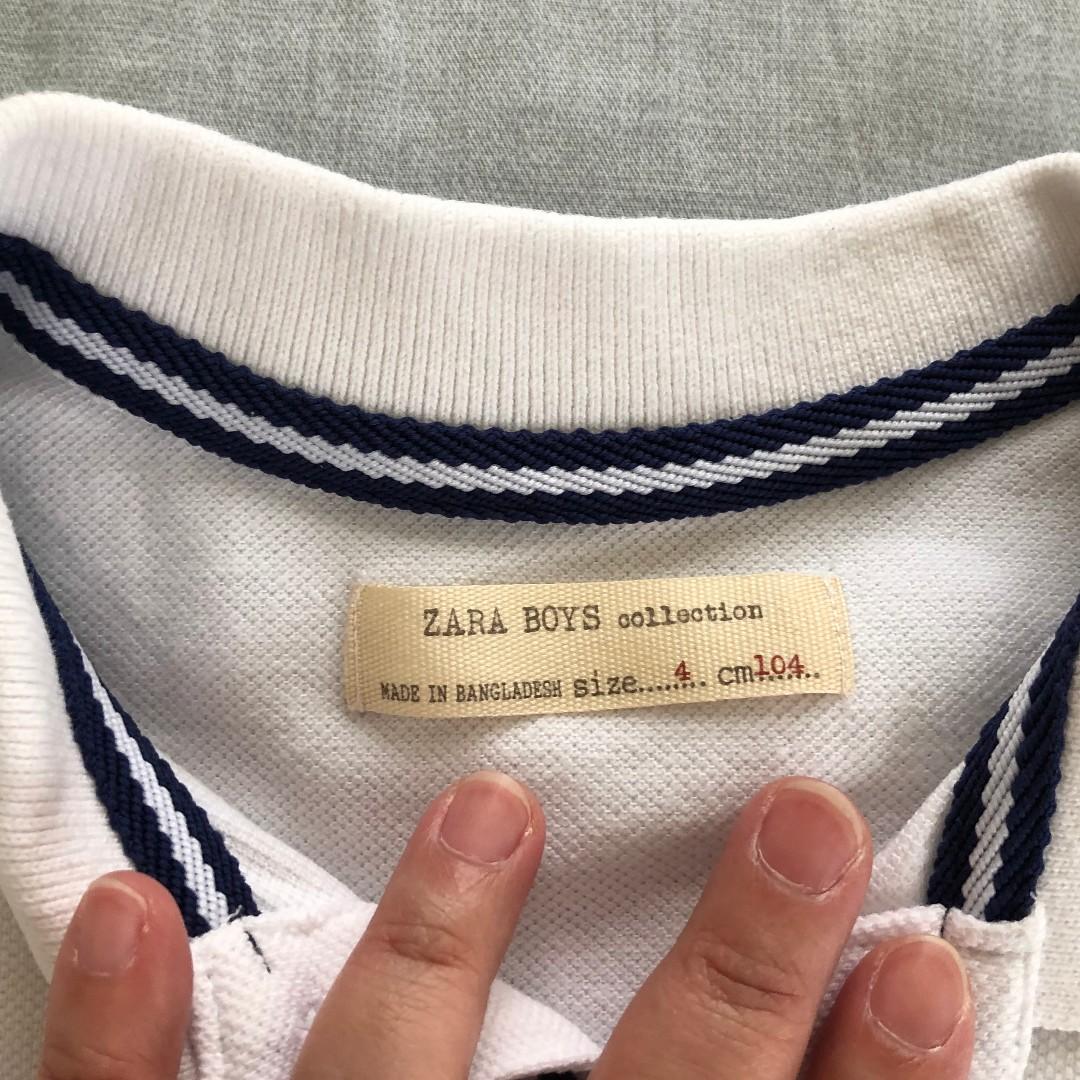 ZARA BOYS collection
MADE IN BANGLADESH size....4... cm104..